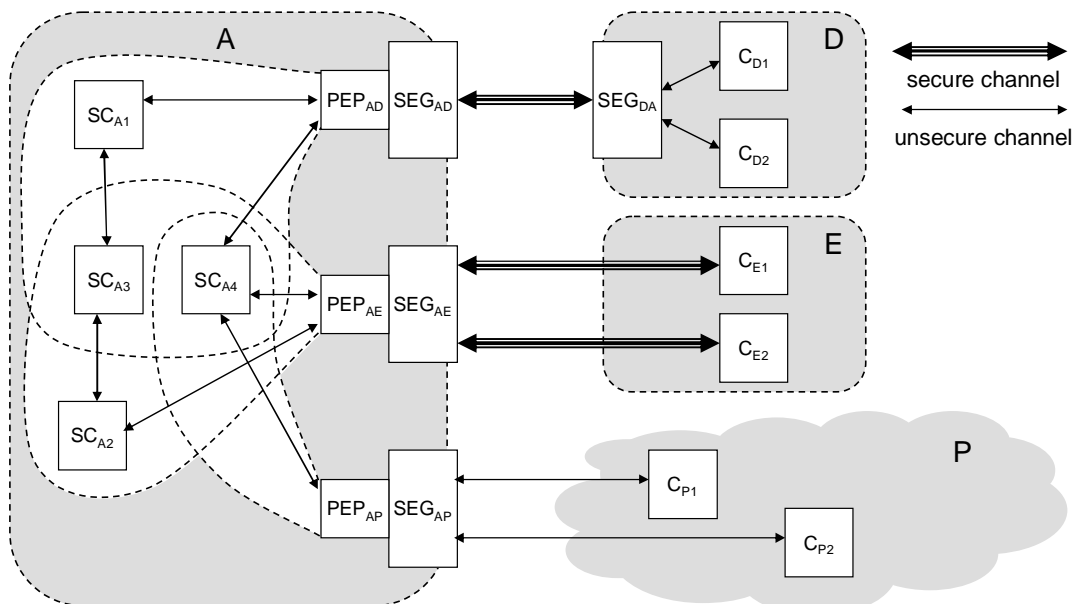 A
D
E
P
SC_A1
SC_A3
SC_A4
SC_A2
PEP_AD
SEG_AD
SEG_DA
C_D1
C_D2
secure channel
unsecure channel
PEP_AE
SEG_AE
C_E1
C_E2
PEP_AP
SEG_AP
C_P1
C_P2